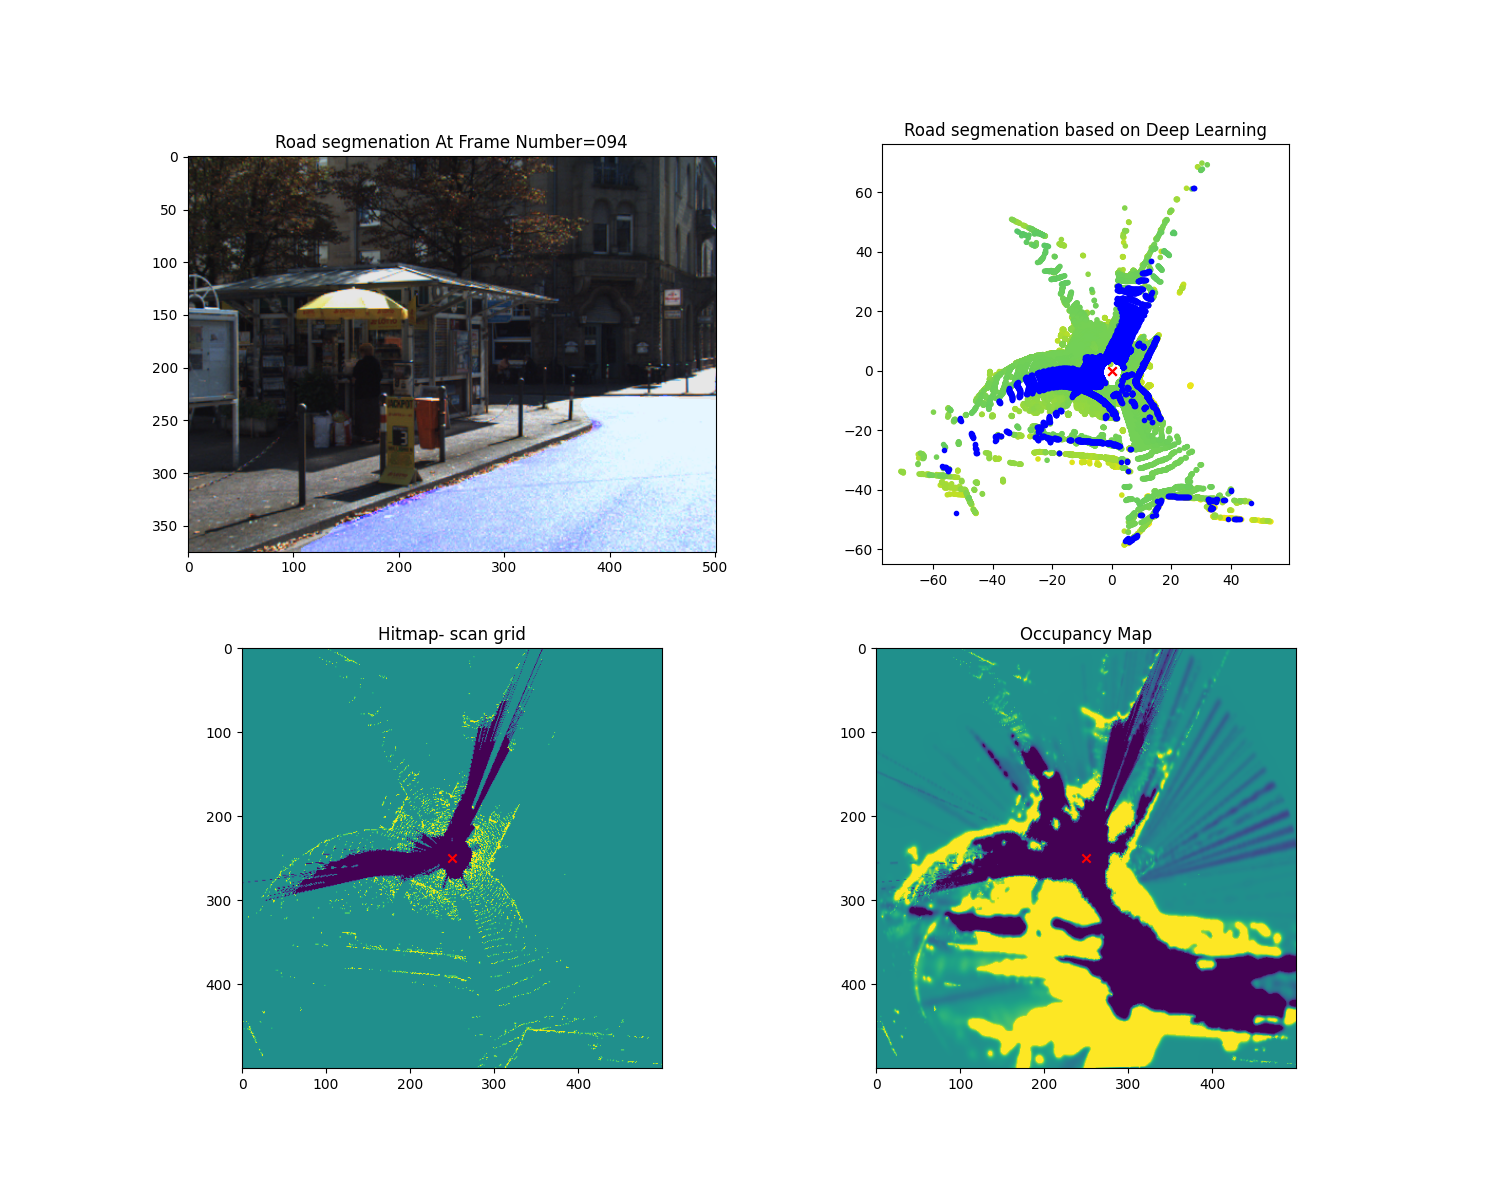 Road segmenation At Frame Number=094
0
50
100
150
200
250
300
350
0 100 200 300 400 500
JACKPOT
3
Road segmenation based on Deep Learning
60
40
20
0
−20
−40
−60
−60 −40 −20 0 20 40
Hitmap- scan grid
0
100
200
300
400
0 100 200 300 400
Occupancy Map
0
100
200
300
400
0 100 200 300 400